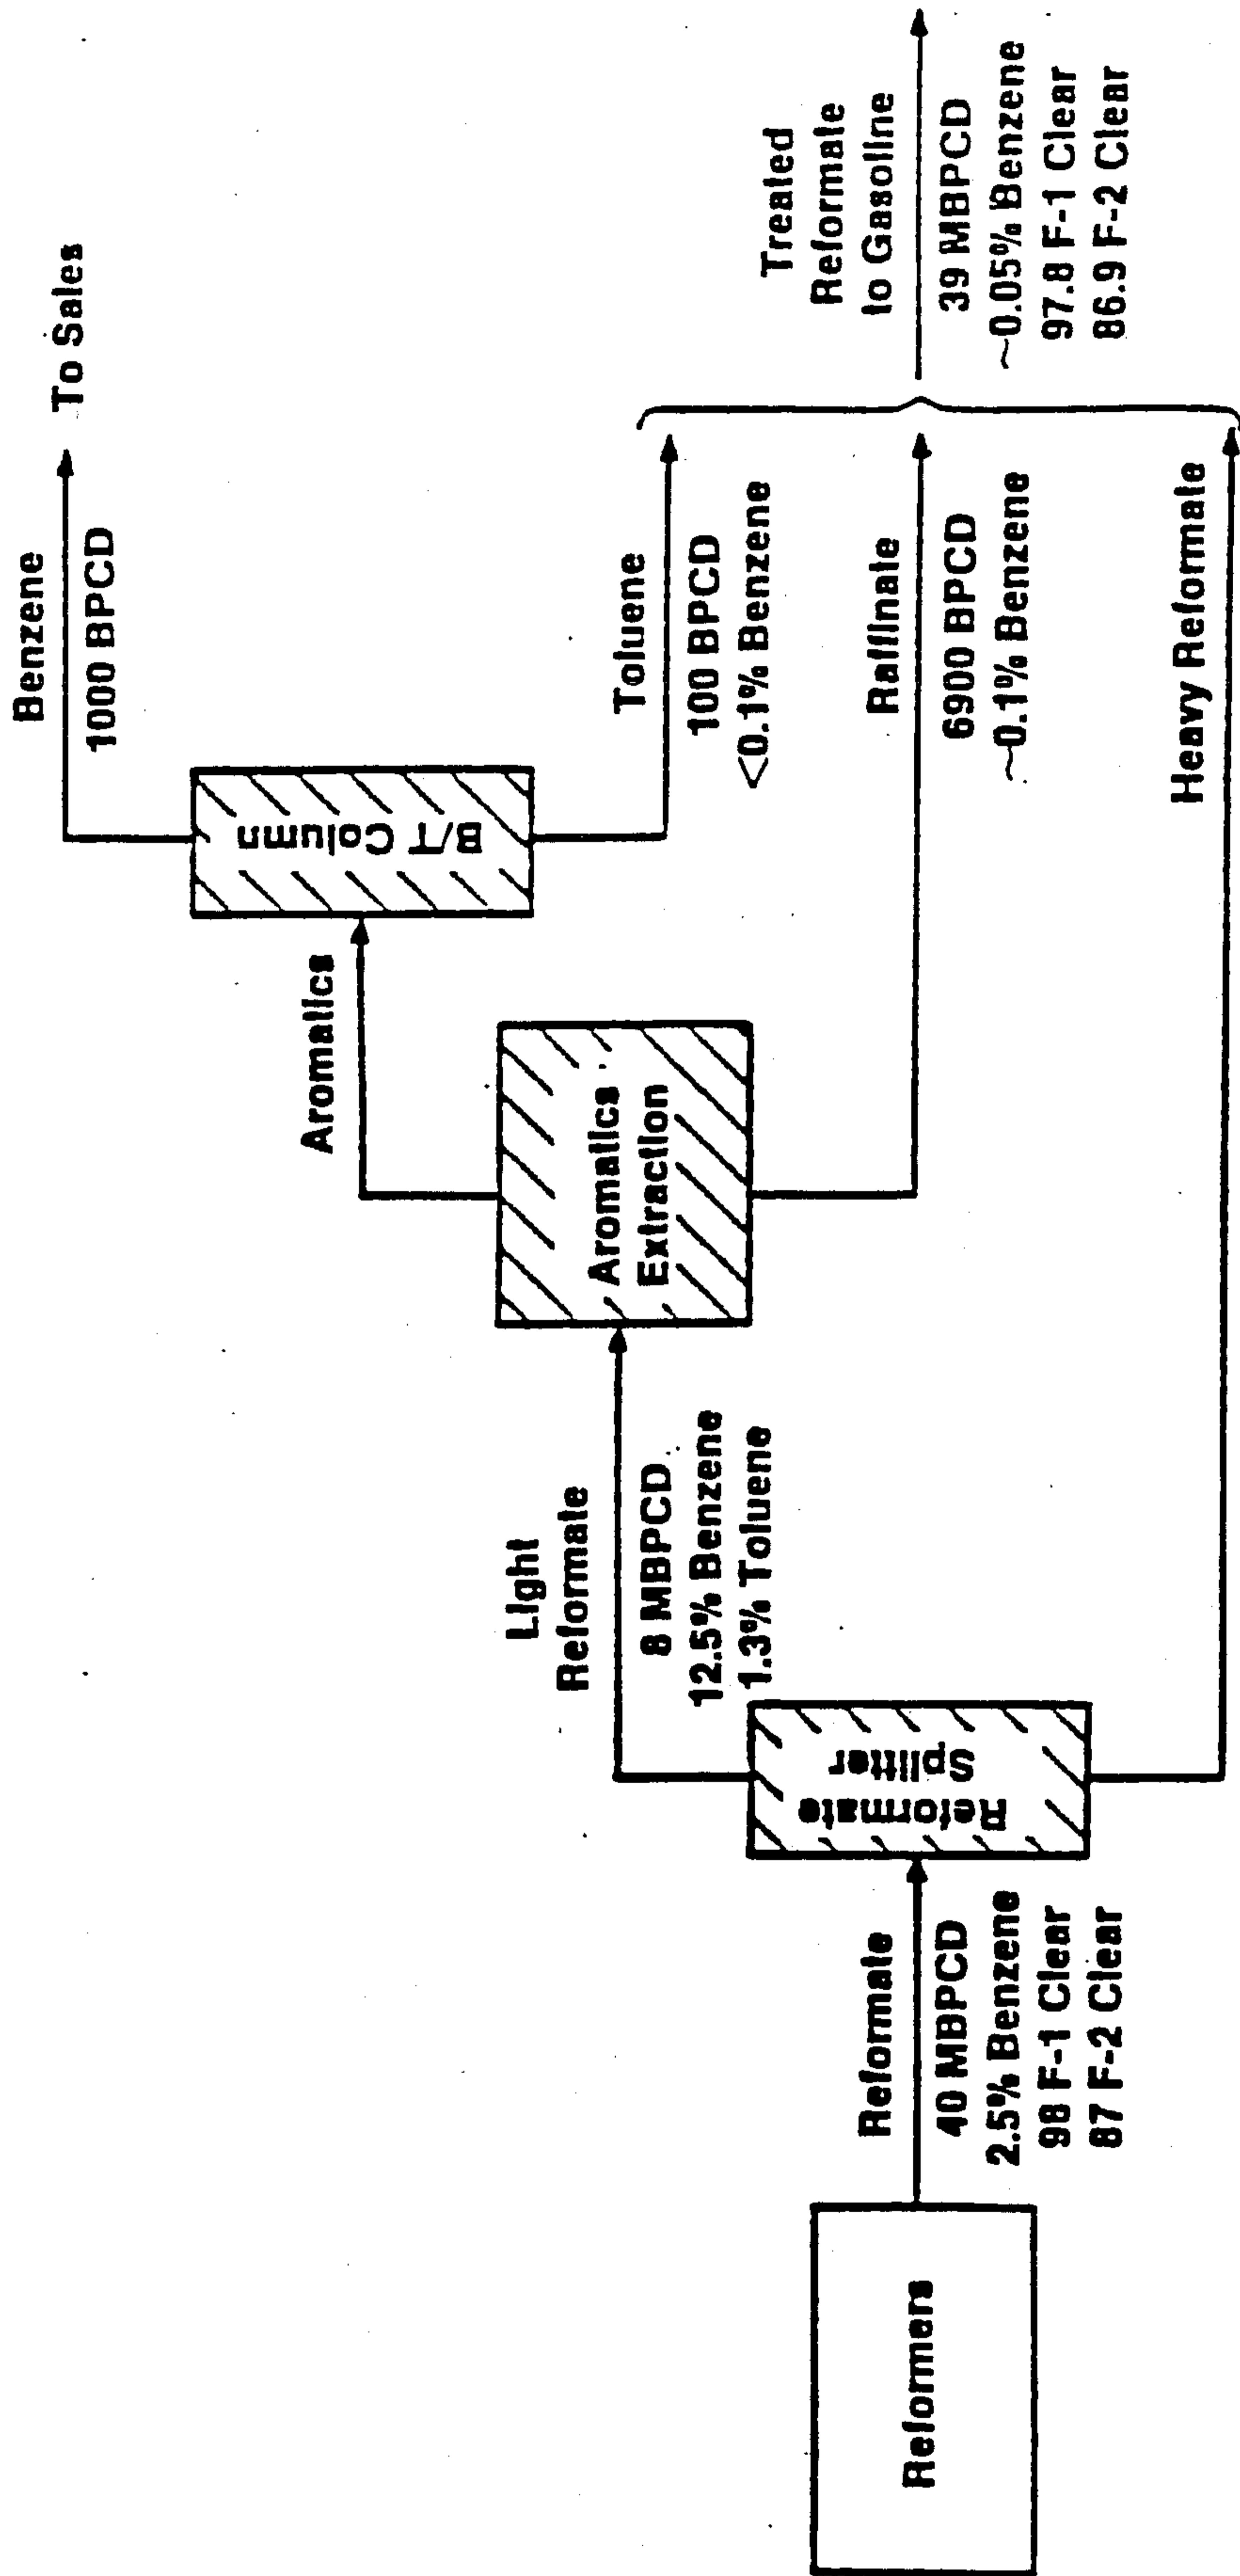 Reformers
Reformate
40 MBPCD
2.5% Benzene
98 F-1 Clear
87 F-2 Clear
Reformate
Splitter
Light
Reformate
8 MBPCD
12.5% Benzene
1.3% Toluene
Aromatics
Extraction
Aromatics
B/T Column
Benzene
1000 BPCD
To Sales
Toluene
100 BPCD
<0.1% Benzene
Raffinate
6900 BPCD
~0.1% Benzene
Heavy Reformate
Treated
Reformate
to Gasoline
39 MBPCD
~0.05% Benzene
97.8 F-1 Clear
86.9 F-2 Clear